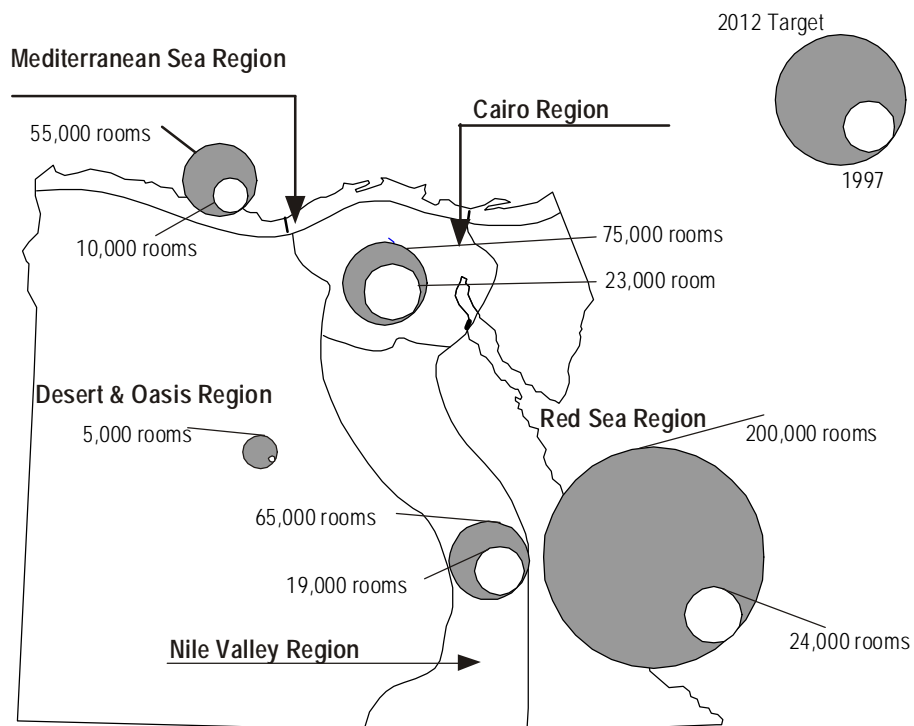 2012 Target
1997
Mediterranean Sea Region
Cairo Region
55,000 rooms
10,000 rooms
75,000 rooms
23,000 room
Desert & Oasis Region
5,000 rooms
Red Sea Region
200,000 rooms
65,000 rooms
19,000 rooms
24,000 rooms
Nile Valley Region